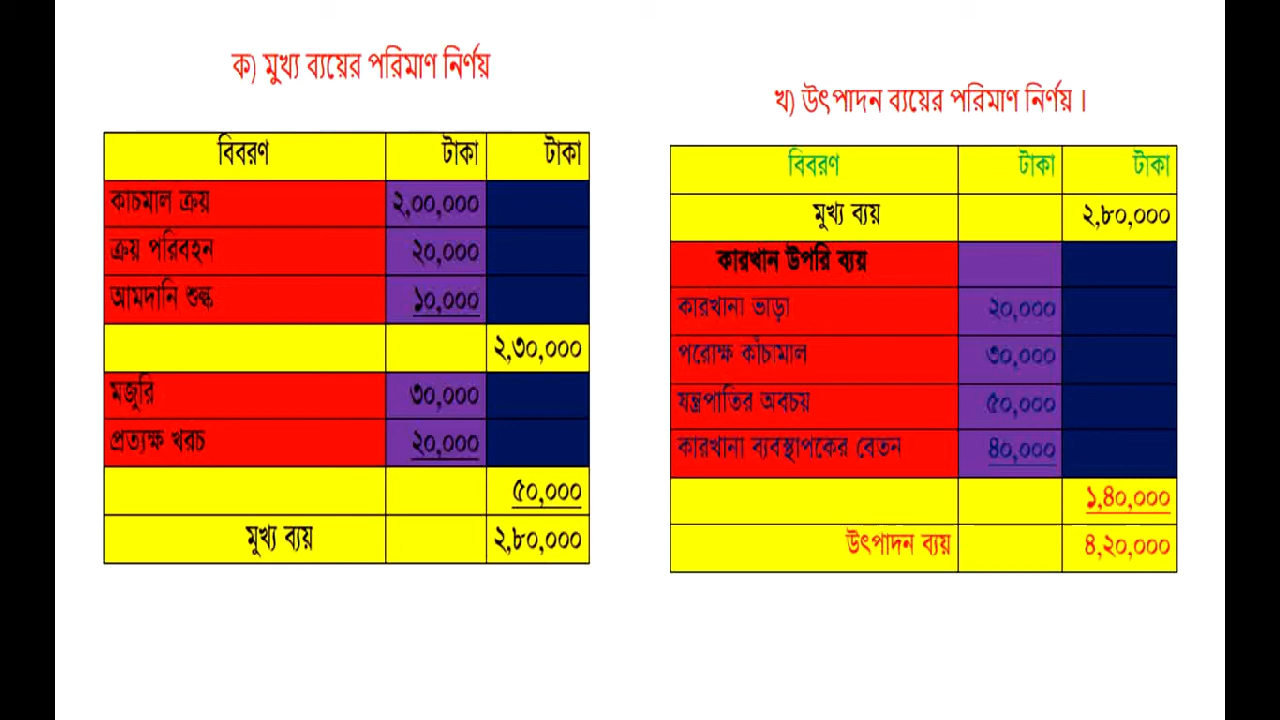 ক) মুখ্য ব্যয়ের পরিমাণ নির্ণয়
বিবরণ টাকা টাকা
কাচমাল ক্রয় ২,০০,০০০
ক্রয় পরিবহন ২০,০০০
আমদানি শুল্ক ১০,০০০
২,৩০,০০০
মজুরি ৩০,০০০
প্রত্যক্ষ খরচ ২০,০০০
৫০,০০০
মুখ্য ব্যয় ২,৮০,০০০
খ) উৎপাদন ব্যয়ের পরিমাণ নির্ণয়।
বিবরণ টাকা টাকা
মুখ্য ব্যয় ২,৮০,০০০
কারখান উপরি ব্যয়
কারখানা ভাড়া ২০,০০০
পরোক্ষ কাঁচামাল ৩০,০০০
যন্ত্রপাতির অবচয় ৫০,০০০
কারখানা ব্যবস্থাপকের বেতন ৪০,০০০
১,৪০,০০০
উৎপাদন ব্যয় ৪,২০,০০০